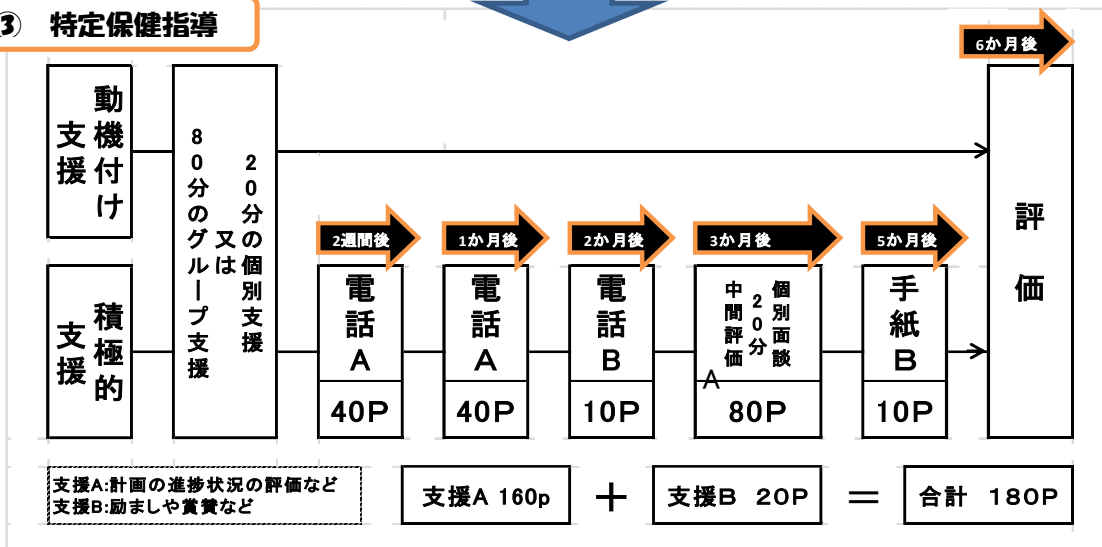 ③ 特定保健指導
6か月後
動機付け
支援
積極的
支援
20分の個別支援
又は
80分のグループ支援
2週間後
電話A
40P
1か月後
電話A
40P
2か月後
電話B
10P
3か月後
個別面談
20分
中間評価
A
80P
5か月後
手紙B
10P
評価
支援A:計画の進捗状況の評価など
支援B:励ましや賞賛など
支援A 160p
＋
支援B 20P
＝
合計 180P